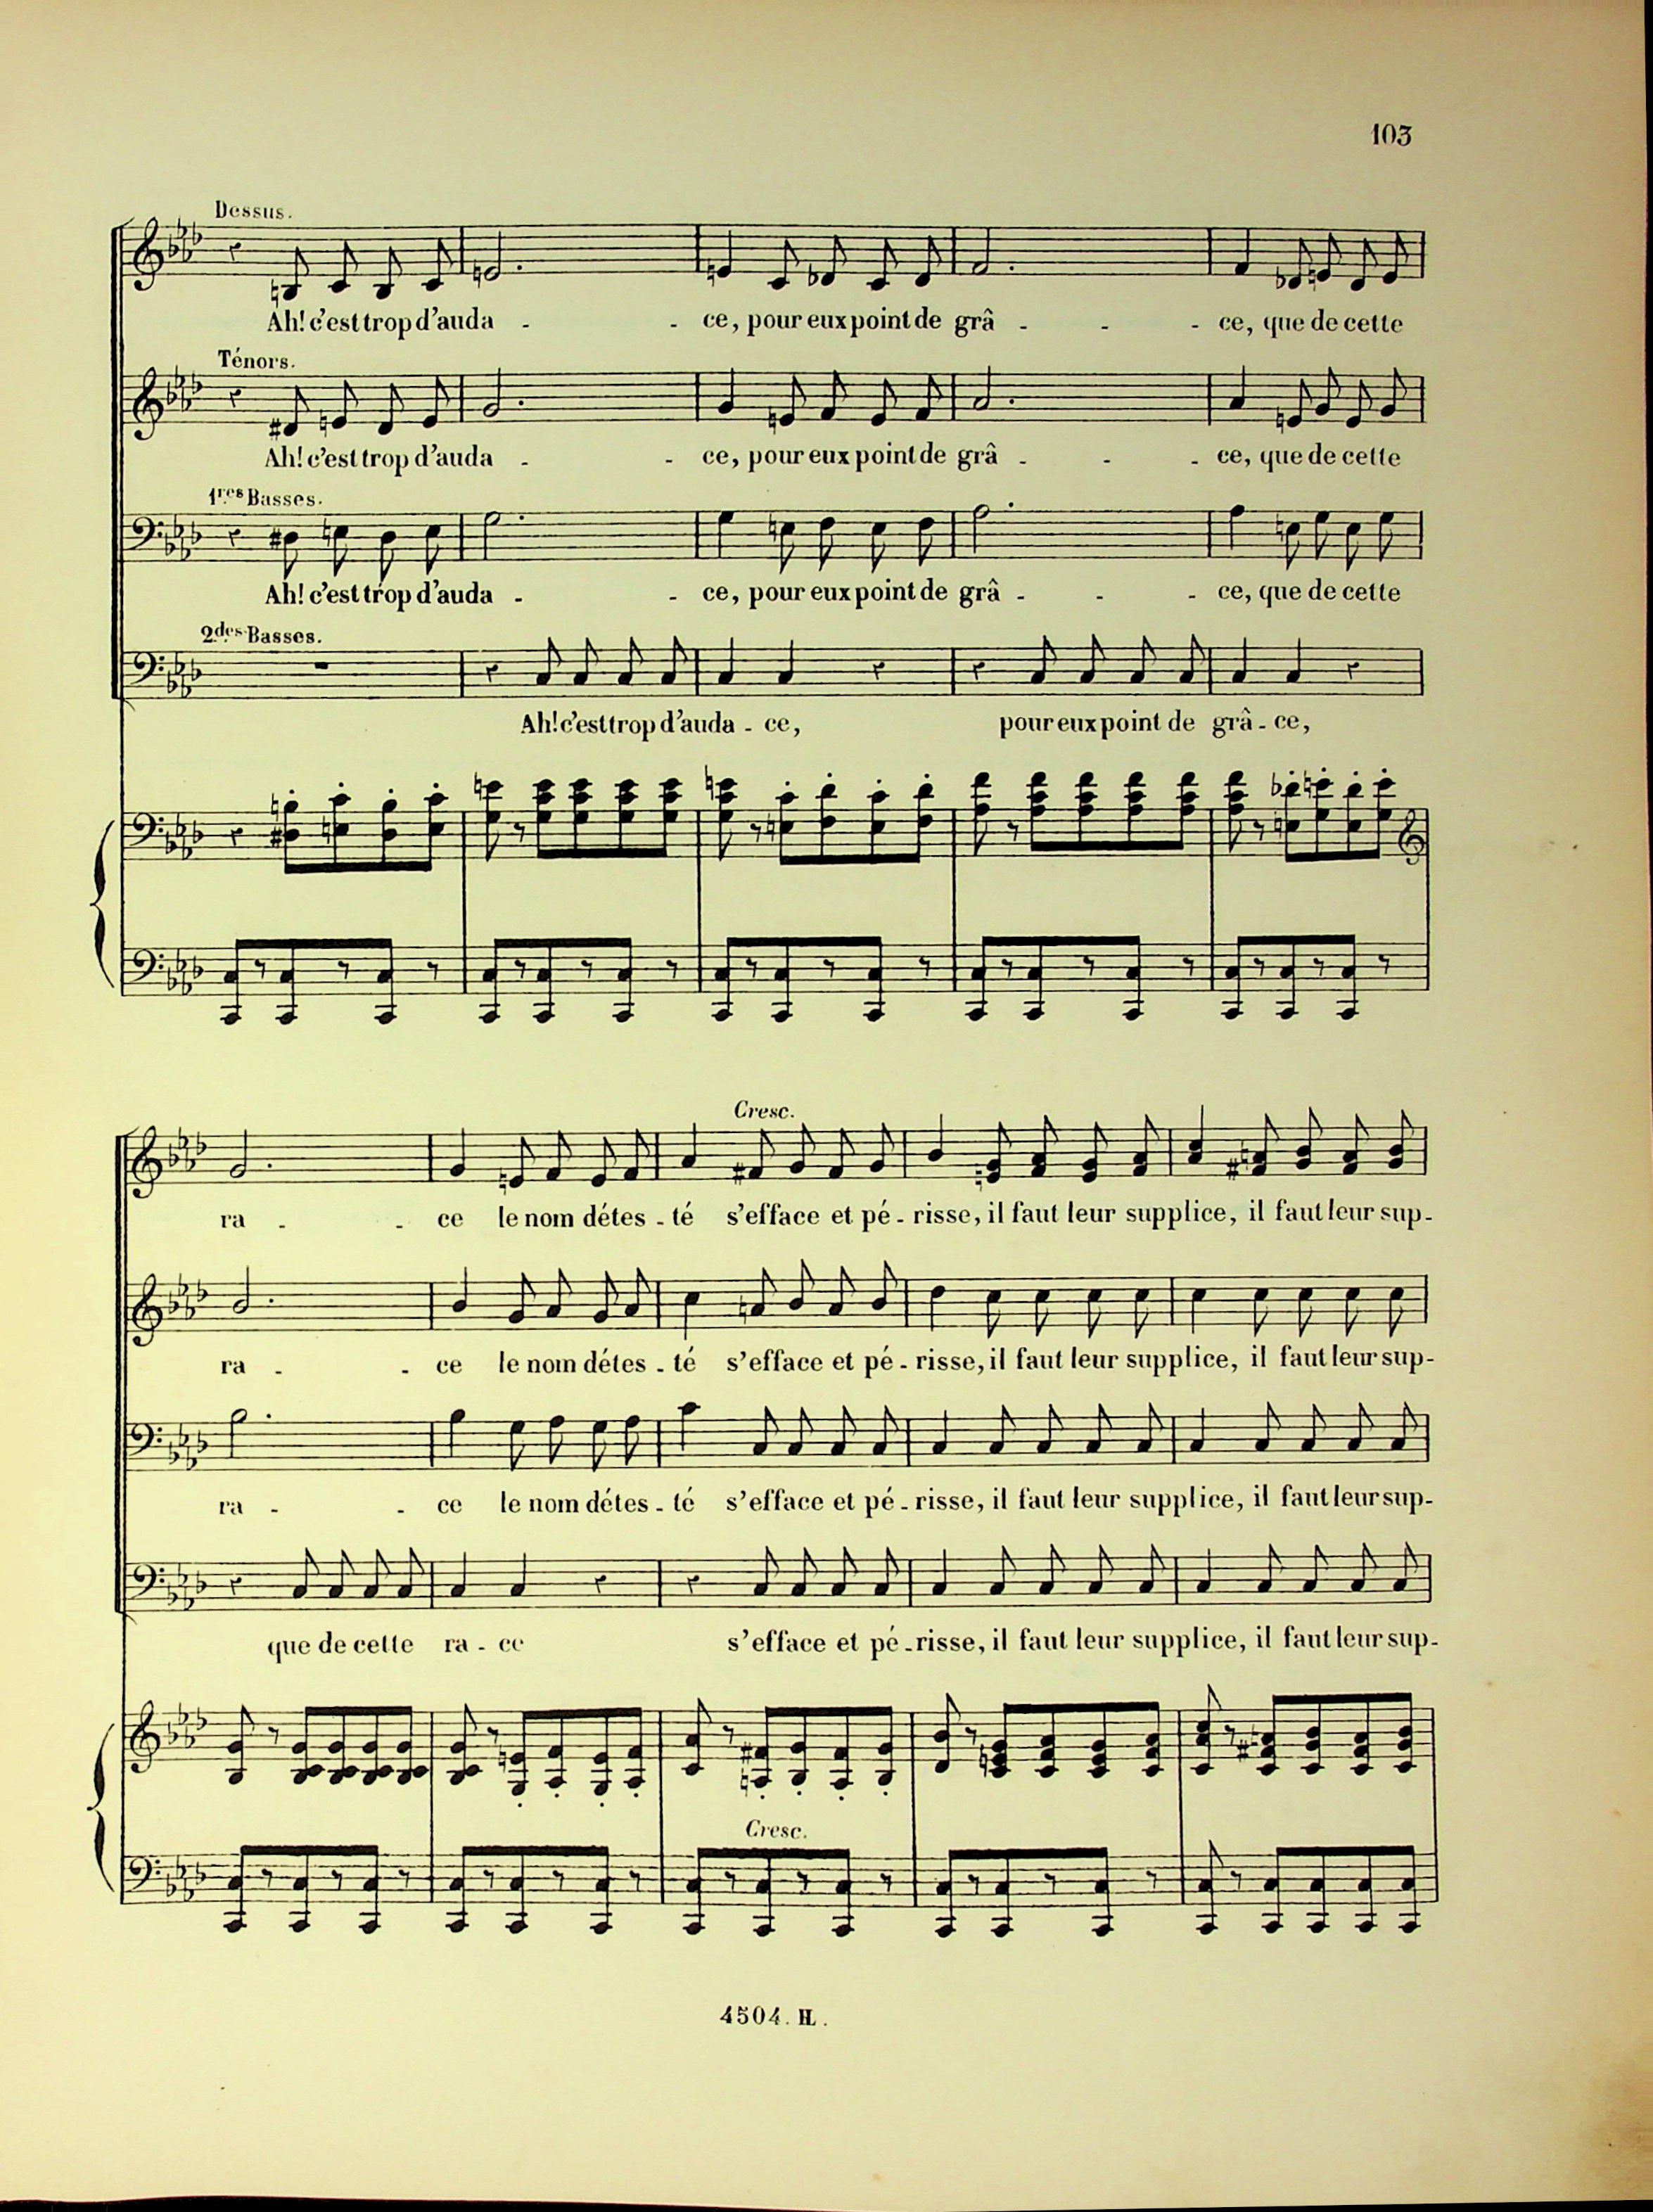 103
Dessus.
Ah! c'est trop d'auda - - ce, pour eux point de grâ - - - ce, que de cette
Ténors.
Ah! c'est trop d'auda - - ce, pour eux point de grâ - - - ce, que de cette
1res Basses.
Ah! c'est trop d'auda - - ce, pour eux point de grâ - - - ce, que de cette
2des Basses.
Ah! c'est trop d'auda - ce, pour eux point de grâ - ce,
Cresc.
ra - - ce le nom détes - té s'efface et pé - risse, il faut leur supplice, il faut leur sup-
ra - - ce le nom détes - té s'efface et pé - risse, il faut leur supplice, il faut leur sup-
ra - - ce le nom détes - té s'efface et pé - risse, il faut leur supplice, il faut leur sup-
que de cette ra - ce s'efface et pé - risse, il faut leur supplice, il faut leur sup-
Cresc.
4504. H.